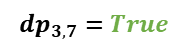 dp3,7 = True